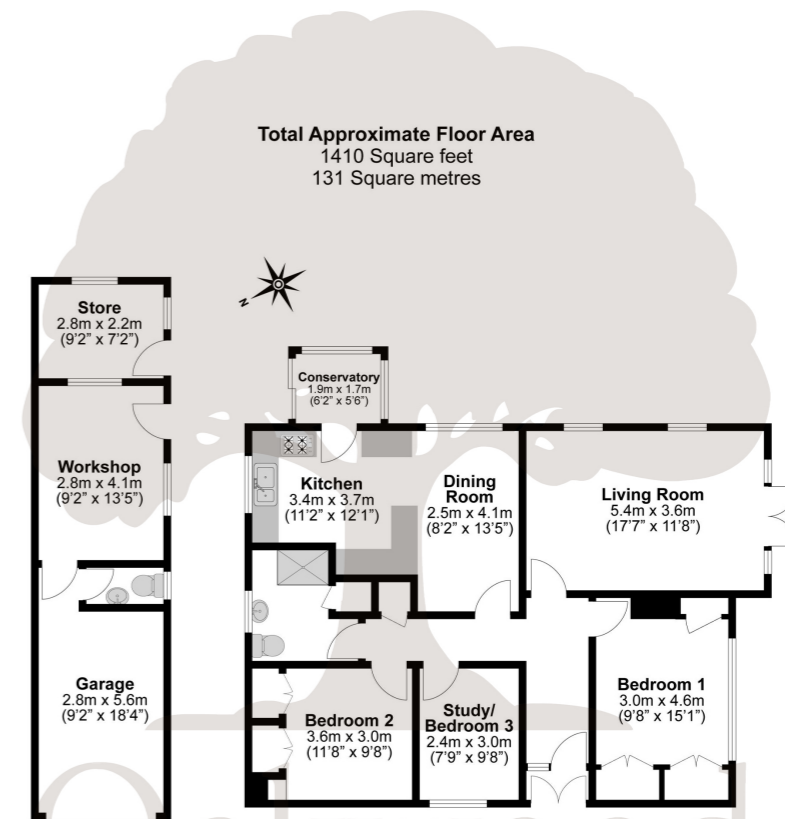 Total Approximate Floor Area
1410 Square feet
131 Square metres
N
Store
2.8m x 2.2m
(9'2" x 7'2")
Conservatory
1.9m x 1.7m
(6'2" x 5'6")
Workshop
2.8m x 4.1m
(9'2" x 13'5")
Kitchen
3.4m x 3.7m
(11'2" x 12'1")
Dining
Room
2.5m x 4.1m
(8'2" x 13'5")
Living Room
5.4m x 3.6m
(17'7" x 11'8")
Garage
2.8m x 5.6m
(9'2" x 18'4")
Bedroom 2
3.6m x 3.0m
(11'8" x 9'8")
Study/
Bedroom 3
2.4m x 3.0m
(7'9" x 9'8")
Bedroom 1
3.0m x 4.6m
(9'8" x 15'1")